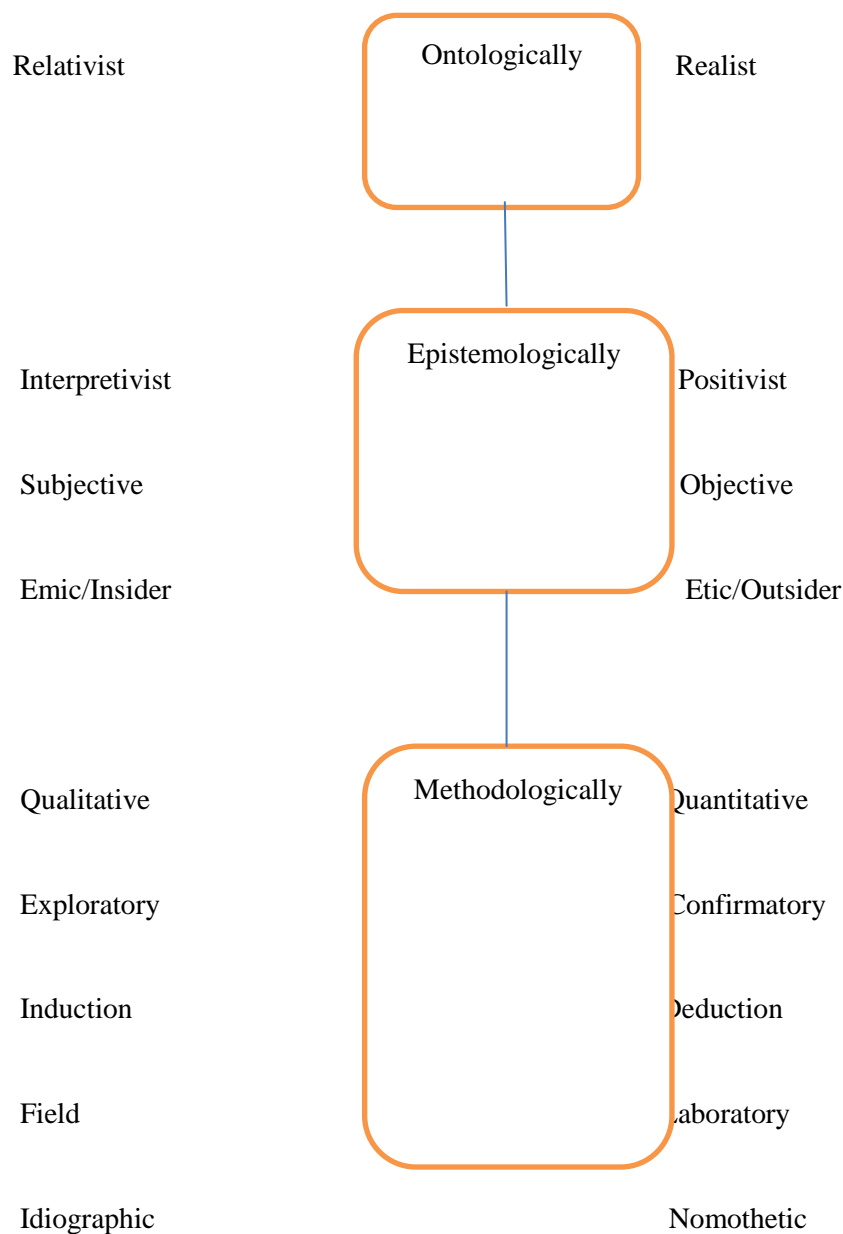 Relativist Ontologically Realist
Interpretivist Epistemologically Positivist
Subjective Objective
Emic/Insider Etic/Outsider
Qualitative Methodologically Quantitative
Exploratory Confirmatory
Induction Deduction
Field Laboratory
Idiographic Nomothetic